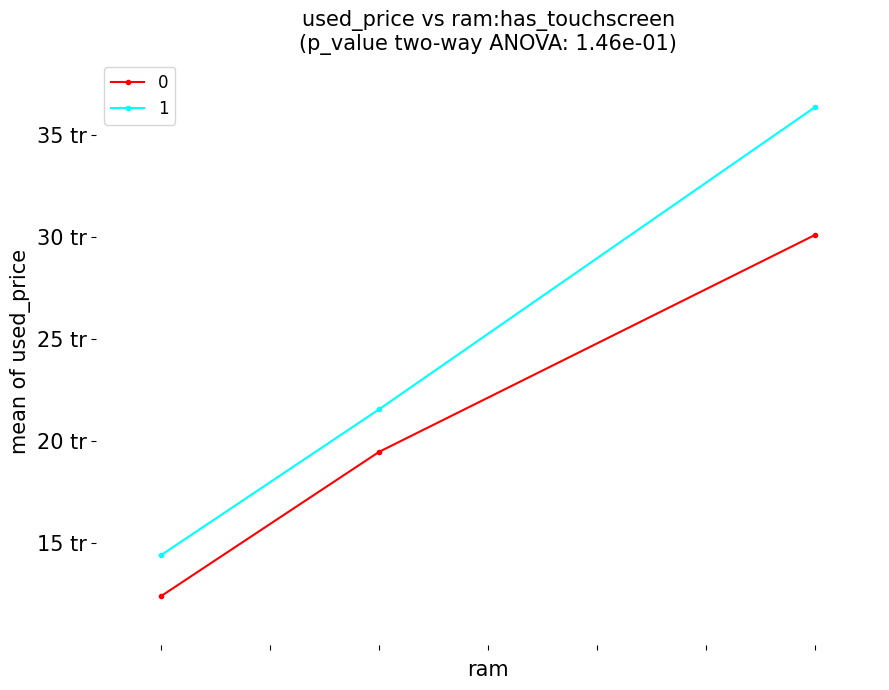 used_price vs ram:has_touchscreen
(p_value two-way ANOVA: 1.46e-01)
0
1
35 tr
30 tr
25 tr
20 tr
15 tr
mean of used_price
ram